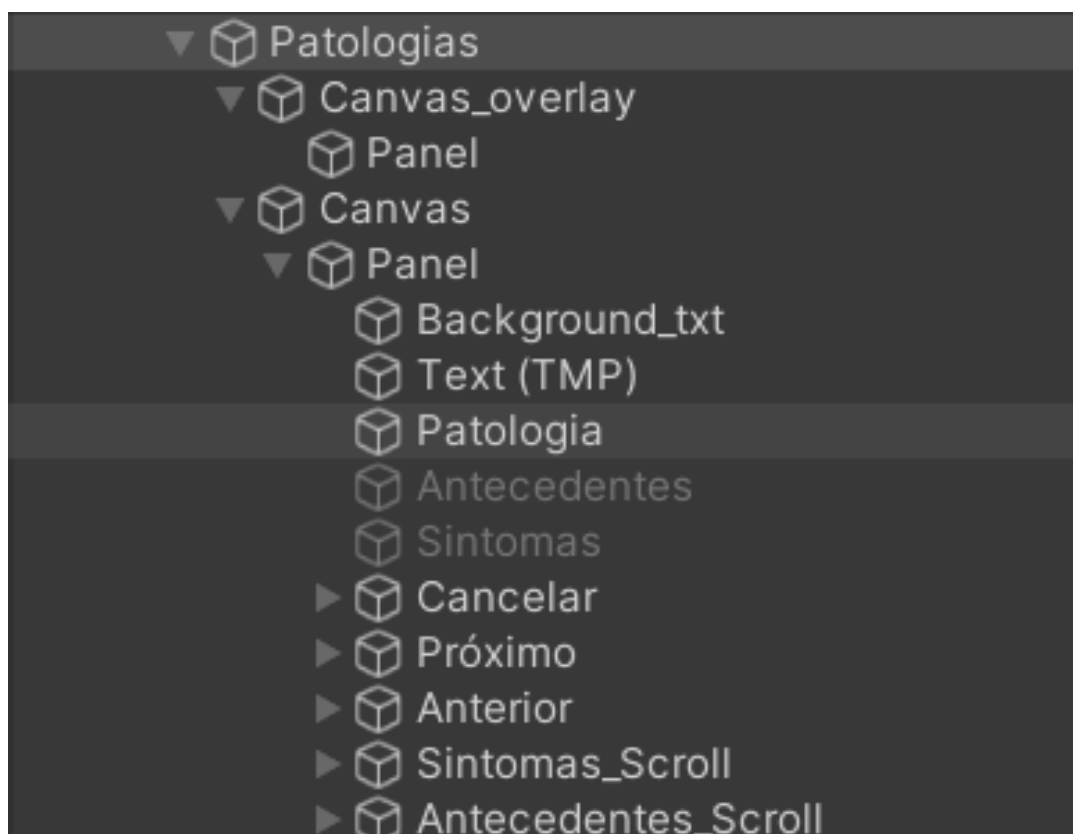 Patologias
Canvas_overlay
Panel
Canvas
Panel
Background_txt
Text (TMP)
Patologia
Antecedentes
Sintomas
Cancelar
Próximo
Anterior
Sintomas_Scroll
Antecedentes_Scroll